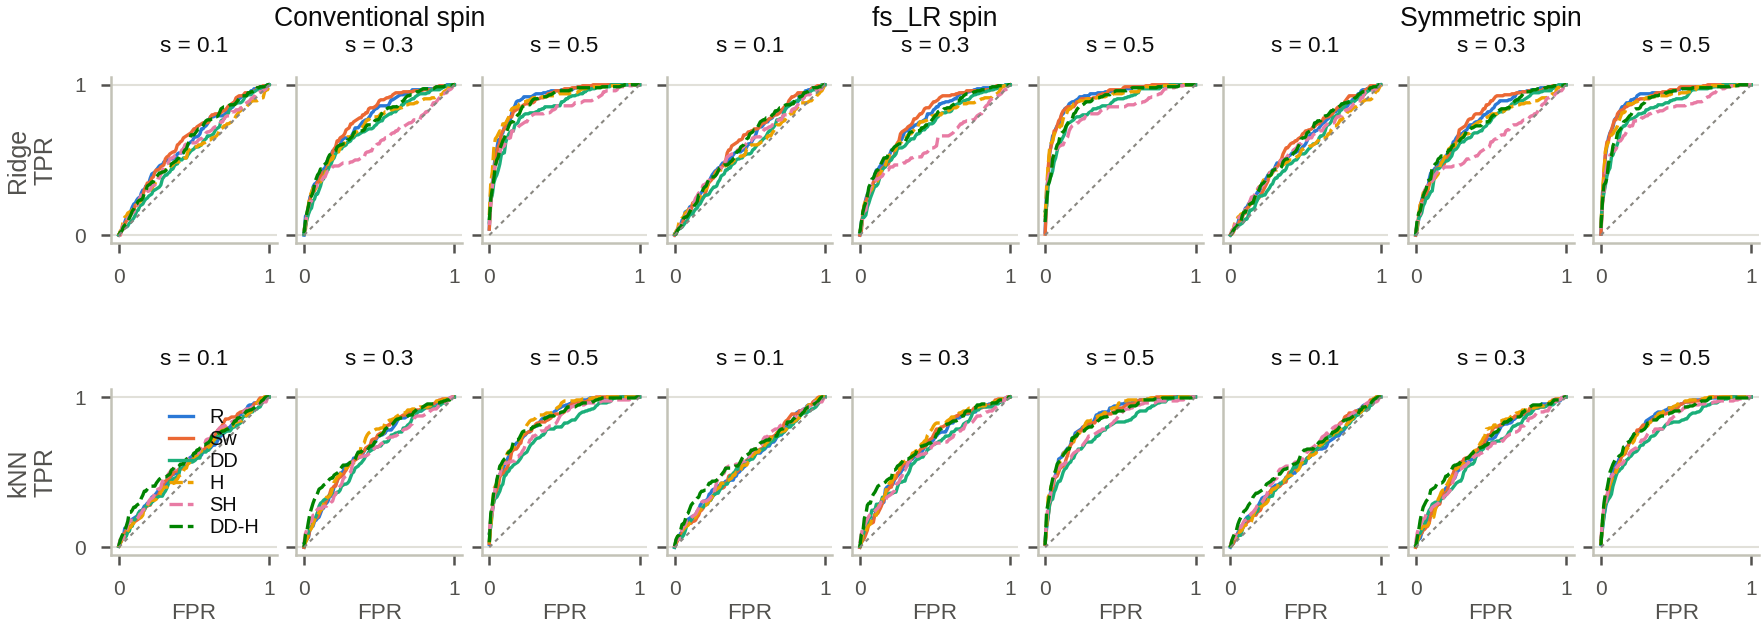 Conventional spin fs_LR spin Symmetric spin
s = 0.1 s = 0.3 s = 0.5 s = 0.1 s = 0.3 s = 0.5 s = 0.1 s = 0.3 s = 0.5
Ridge
TPR
1
0
0 1 0 1 0 1 0 1 0 1 0 1 0 1 0 1 0 1
s = 0.1 s = 0.3 s = 0.5 s = 0.1 s = 0.3 s = 0.5 s = 0.1 s = 0.3 s = 0.5
kNN
TPR
1
0
R
Sw
DD
H
SH
DD-H
0 1 0 1 0 1 0 1 0 1 0 1 0 1 0 1 0 1
FPR FPR FPR FPR FPR FPR FPR FPR FPR